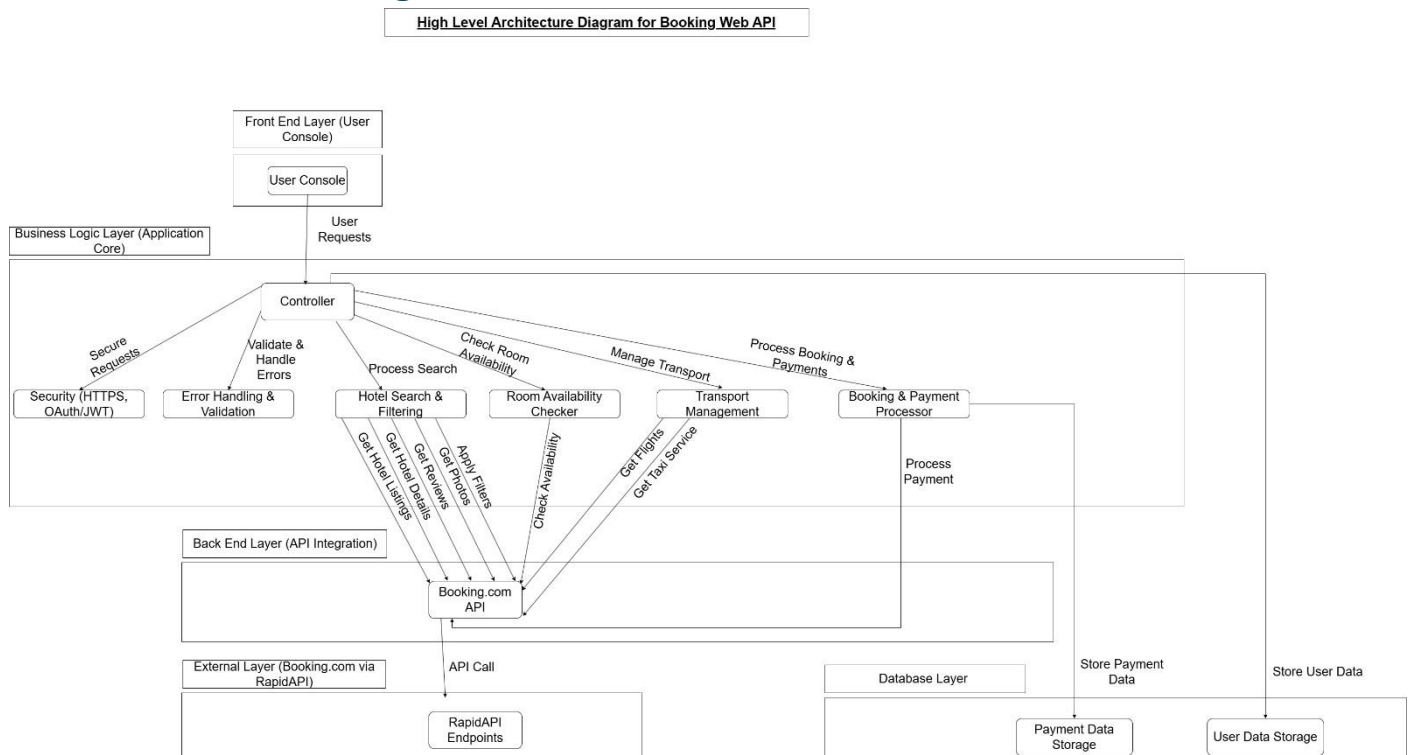 High Level Architecture Diagram for Booking Web API
Front End Layer (User
Console)
User Console
User
Requests
Business Logic Layer (Application
Core)
Controller
Secure
Requests
Validate &
Handle
Errors
Process Search
Check Room
Availability
Manage Transport
Process Booking &
Payments
Security (HTTPS,
OAuth/JWT)
Error Handling &
Validation
Hotel Search &
Filtering
Room Availability
Checker
Transport
Management
Booking & Payment
Processor
Get Hotel Listings
Get Hotel Details
Get Reviews
Get Photos
Apply Filters
Check Availability
Get Flights
Get Taxi Service
Process
Payment
Back End Layer (API Integration)
Booking.com
API
External Layer (Booking.com via
RapidAPI)
API Call
Database Layer
Store Payment
Data
Store User Data
RapidAPI
Endpoints
Payment Data
Storage
User Data Storage